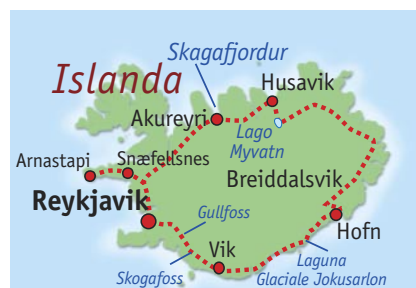 Skagafjordur
Islanda
Husavik
Akureyri
Lago
Myvatn
Arnastapi
Snæfellsnes
Breiddalsvik
Reykjavik
Gullfoss
Hofn
Vik
Laguna
Skogafoss
Glaciale Jokusarlon